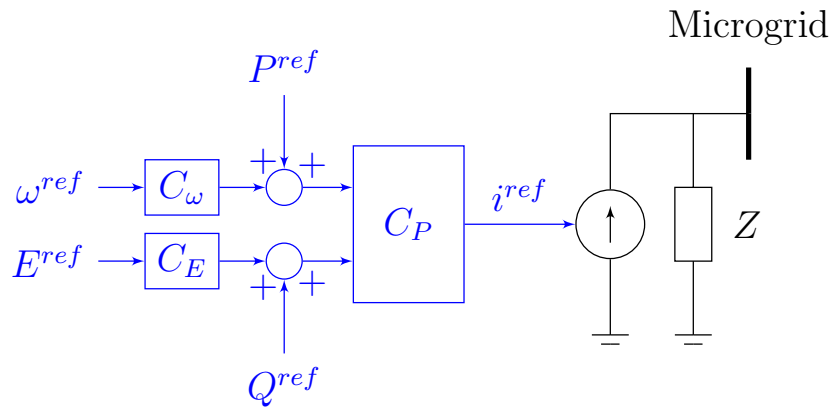 Microgrid
P^{ref}
+ +
ω^{ref} C_ω
C_P
i^{ref}
Z
E^{ref} C_E
+ +
Q^{ref}